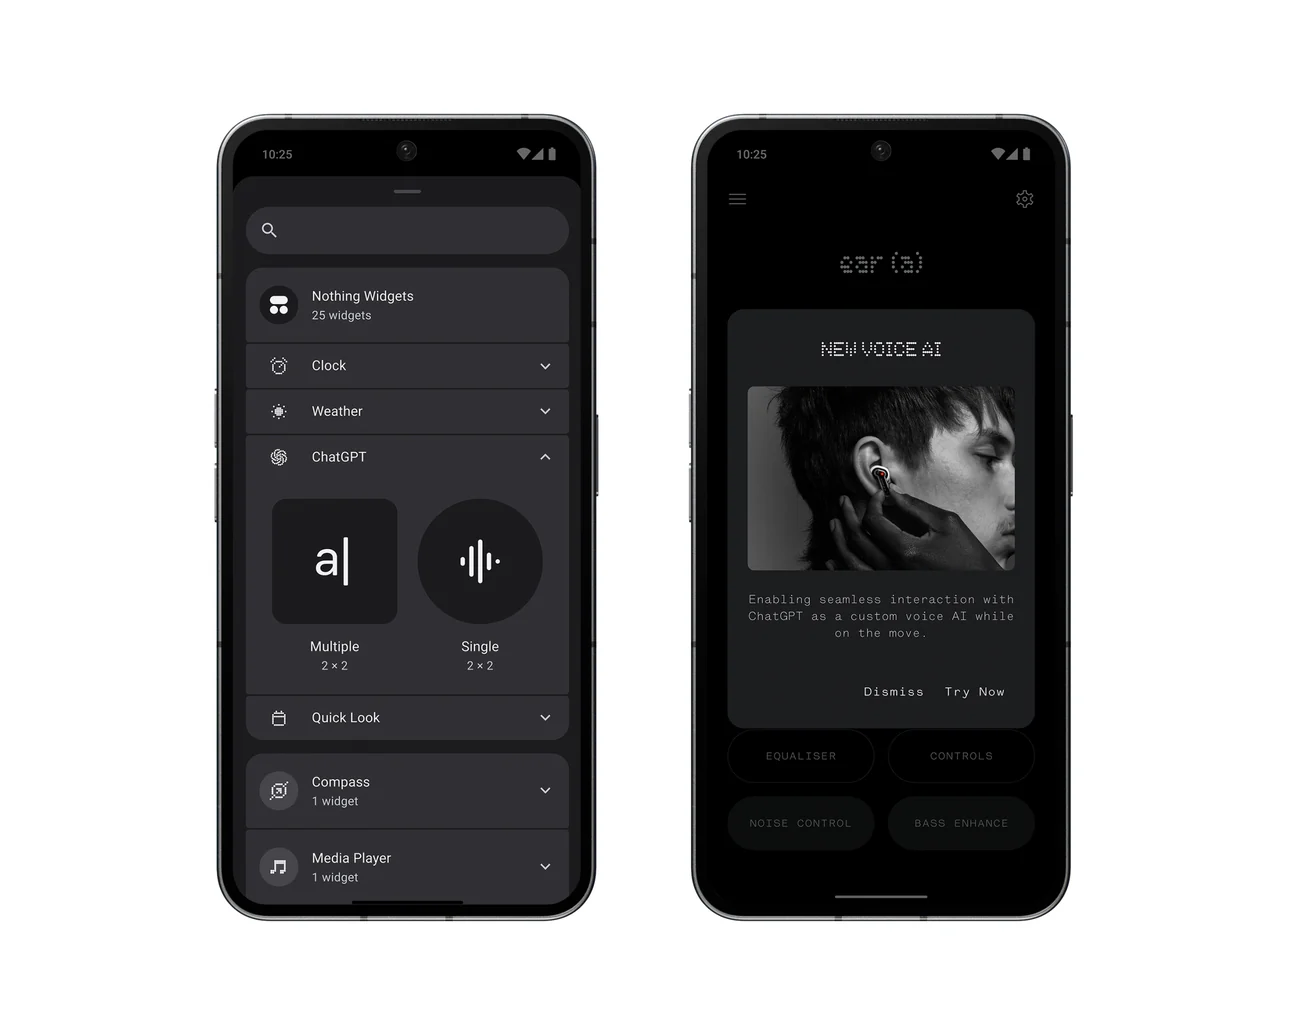 10:25
Nothing Widgets
25 widgets
Clock
Weather
ChatGPT
a|
Multiple
2 × 2
Single
2 × 2
Quick Look
Compass
1 widget
Media Player
1 widget
10:25
ear (a)
NEW VOICE AI
Enabling seamless interaction with
ChatGPT as a custom voice AI while
on the move.
Dismiss Try Now
EQUALISER CONTROLS
NOISE CONTROL BASS ENHANCE